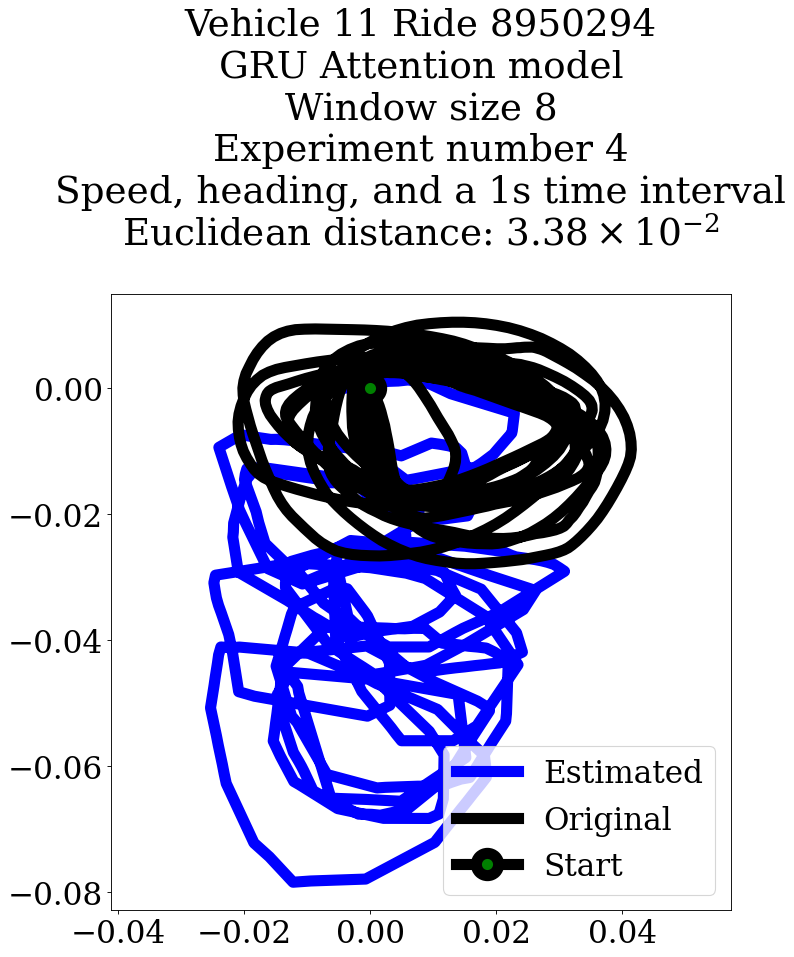 Vehicle 11 Ride 8950294
GRU Attention model
Window size 8
Experiment number 4
Speed, heading, and a 1s time interval
Euclidean distance: 3.38 × 10⁻²
0.00
−0.02
−0.04
−0.06
−0.08
−0.04 −0.02 0.00 0.02 0.04
Estimated
Original
Start